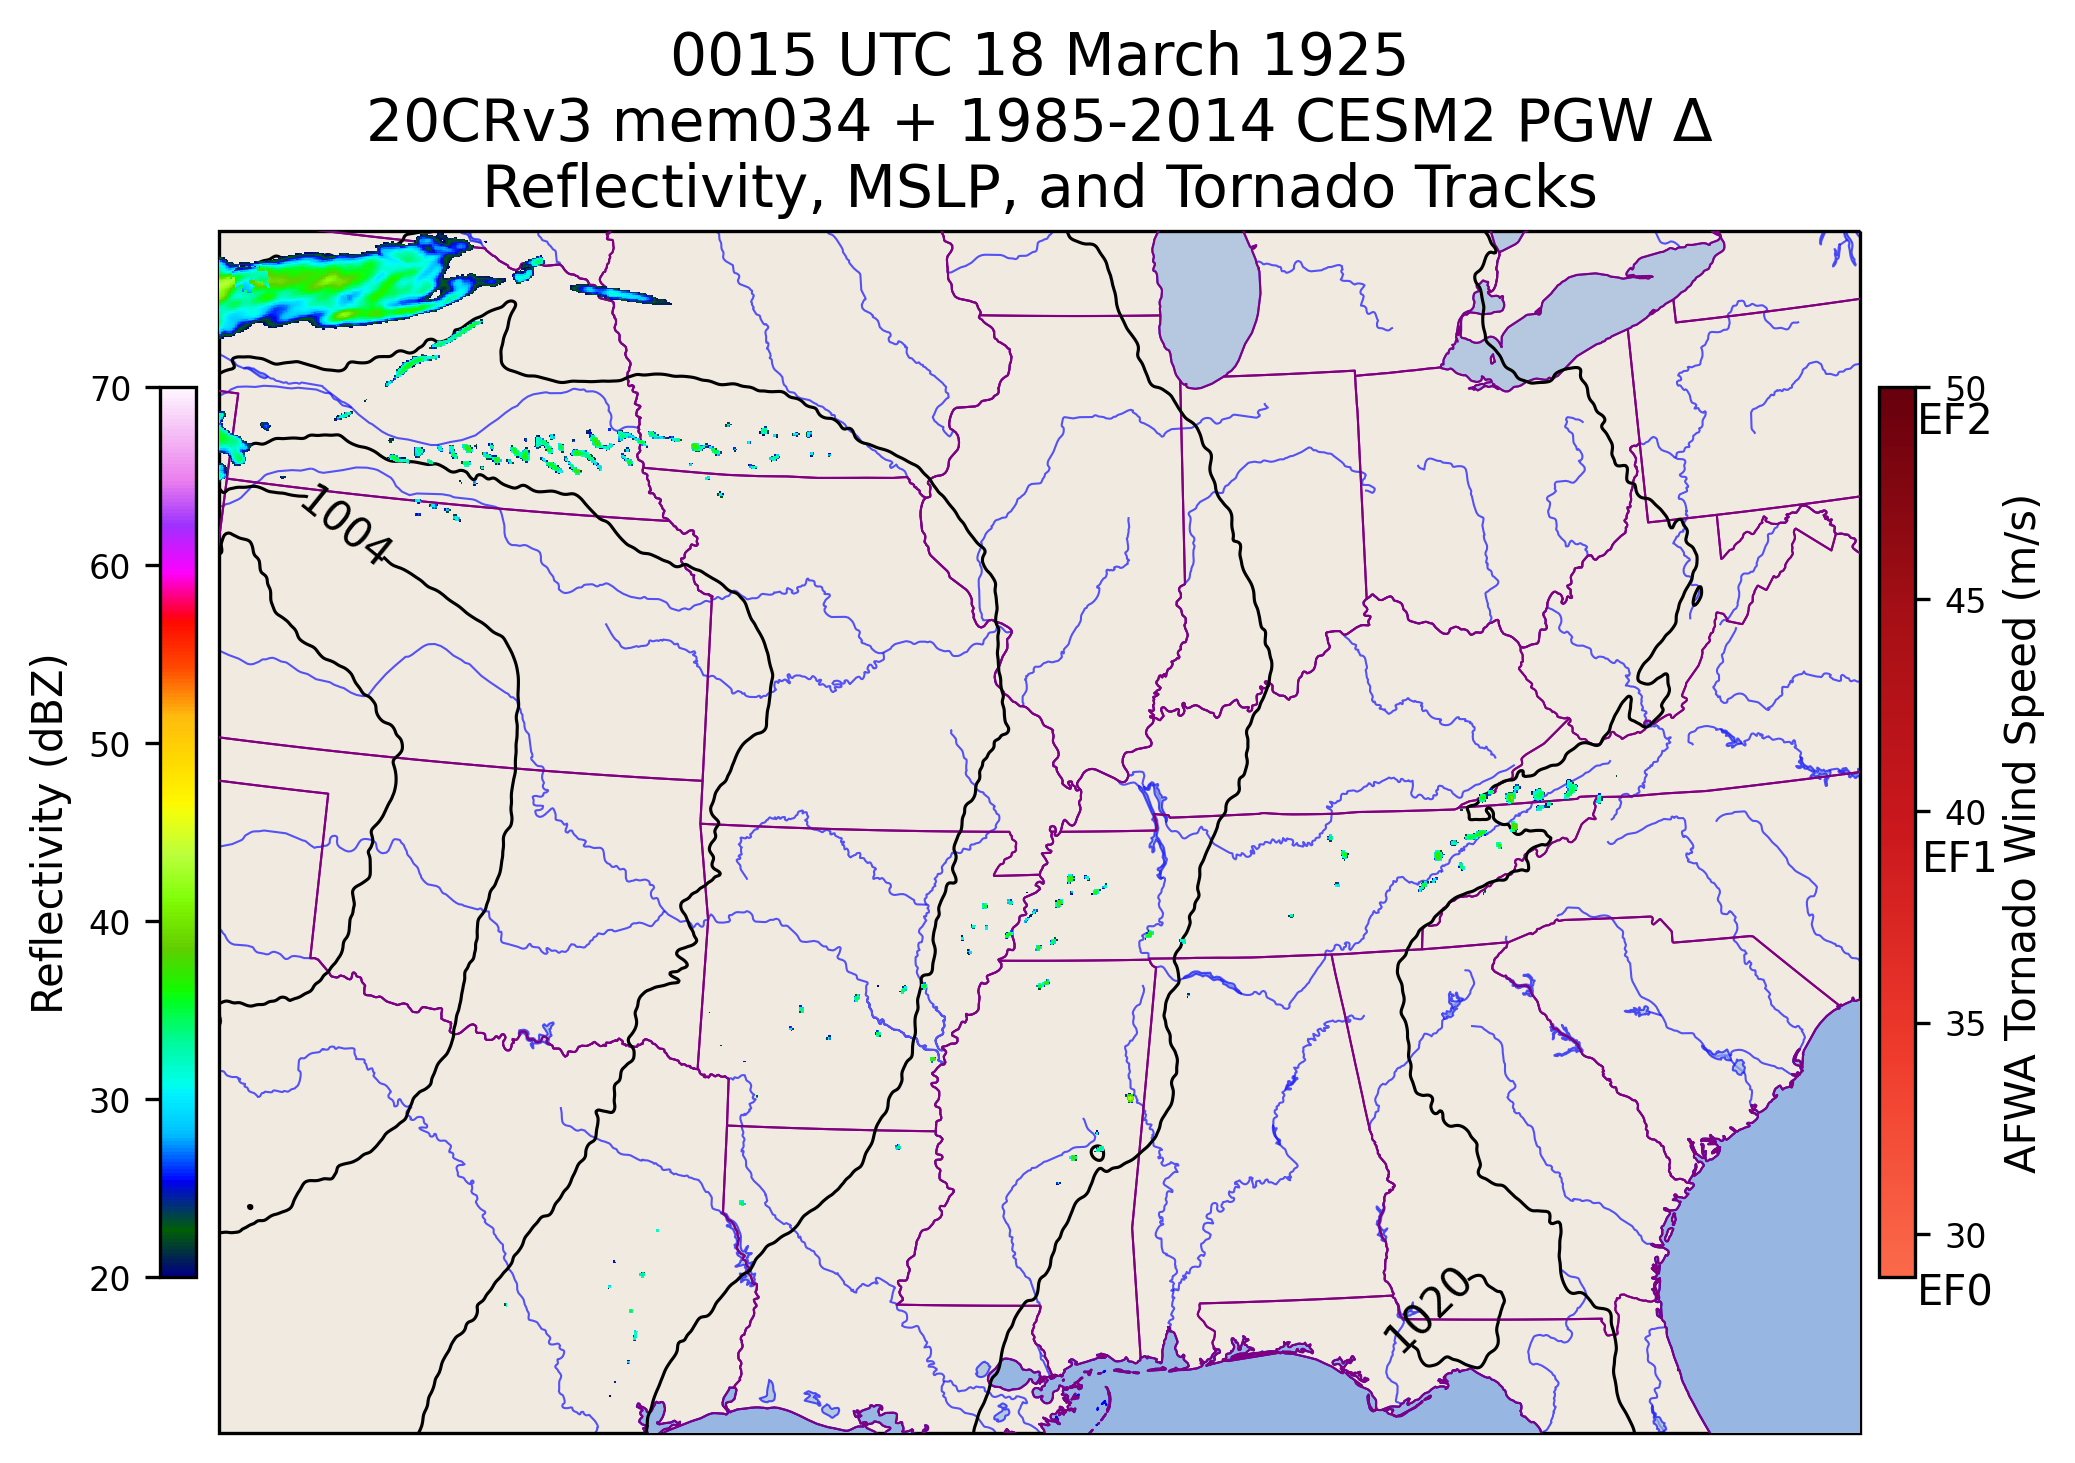 0015 UTC 18 March 1925
20CRv3 mem034 + 1985-2014 CESM2 PGW Δ
Reflectivity, MSLP, and Tornado Tracks
70
60
50
40
30
20
Reflectivity (dBZ)
1004
1020
50
EF2
45
40
EF1
35
30
EF0
AFWA Tornado Wind Speed (m/s)